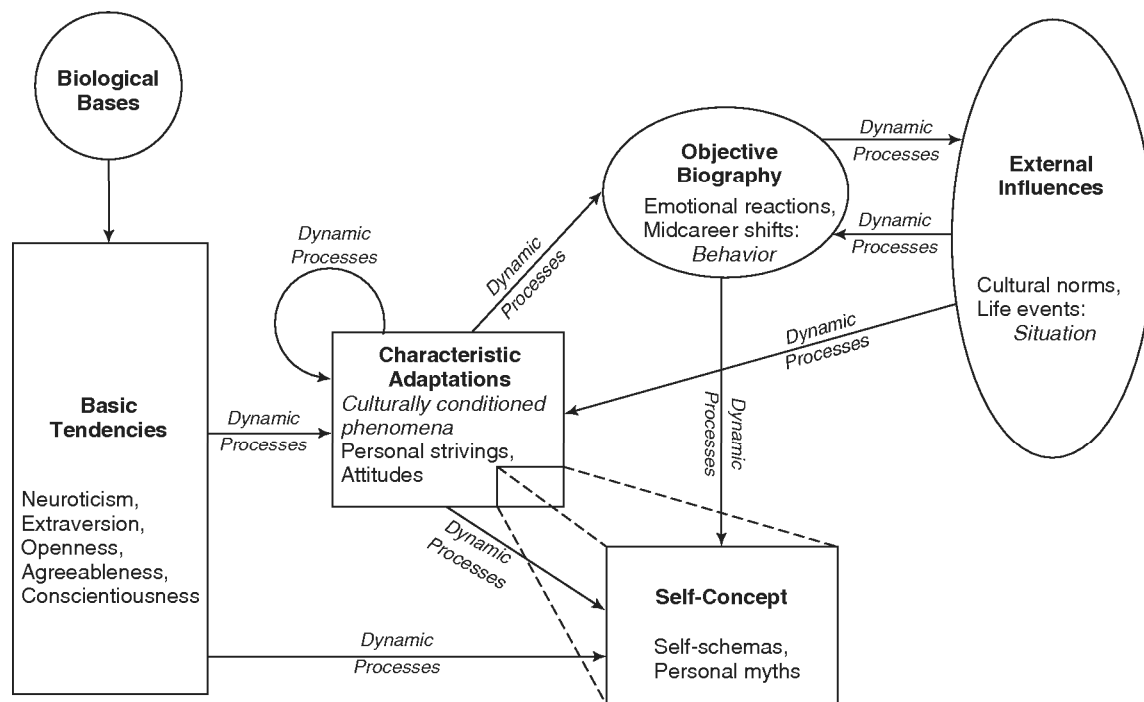 Biological
Bases
Basic
Tendencies
Neuroticism,
Extraversion,
Openness,
Agreeableness,
Conscientiousness
Dynamic
Processes
Dynamic
Processes
Characteristic
Adaptations
Culturally conditioned
phenomena
Personal strivings,
Attitudes
Dynamic
Processes
Objective
Biography
Emotional reactions,
Midcareer shifts:
Behavior
Dynamic
Processes
Dynamic
Processes
External
Influences
Cultural norms,
Life events:
Situation
Dynamic
Processes
Dynamic
Processes
Dynamic
Processes
Dynamic
Processes
Self-Concept
Self-schemas,
Personal myths